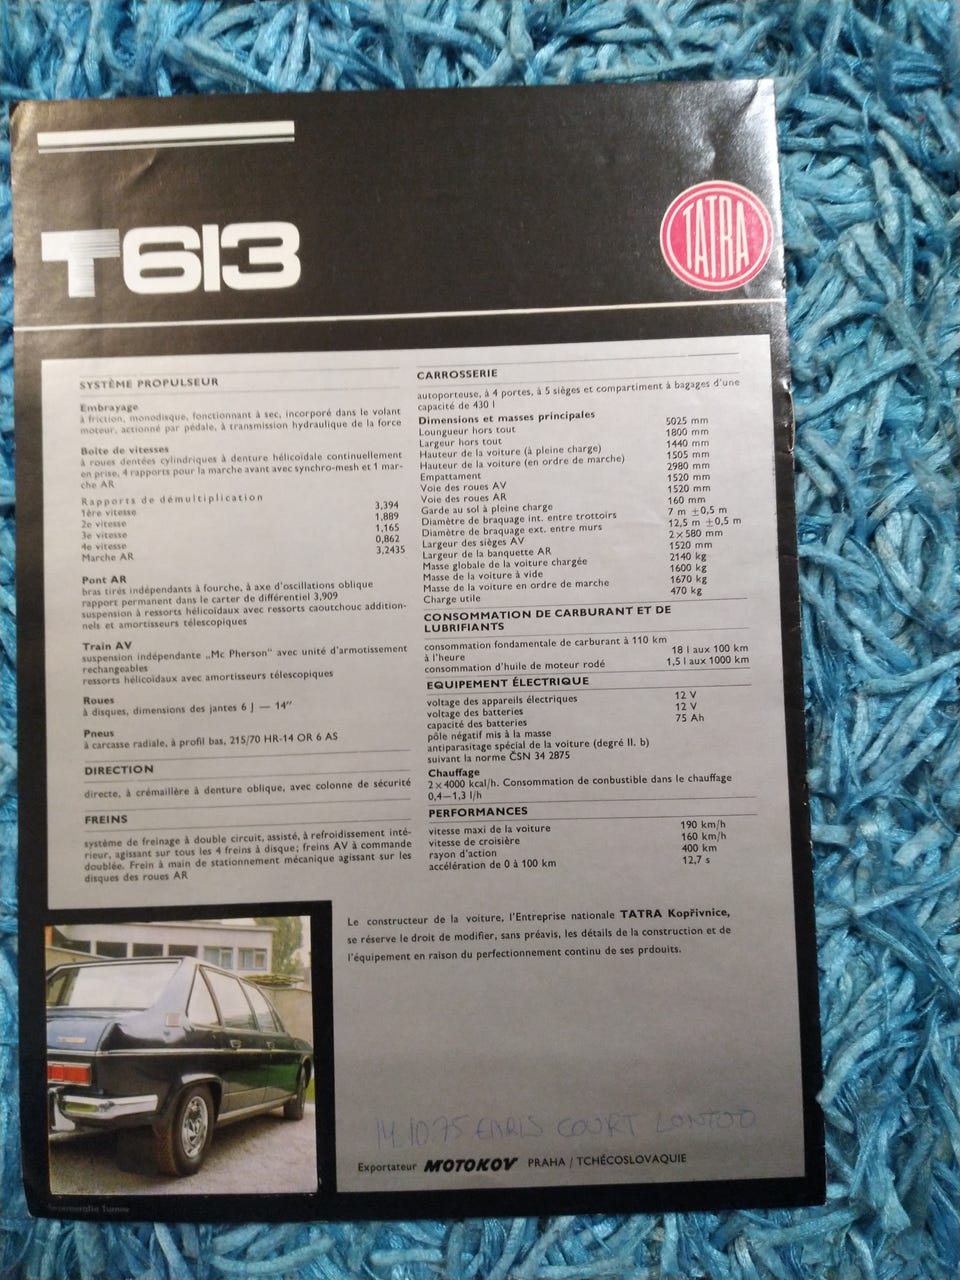 T613
TATRA
SYSTÈME PROPULSEUR
Embrayage
à friction, monodisque, fonctionnant à sec, incorporé dans le volant
moteur, actionné par pédale, à transmission hydraulique de la force
Boîte de vitesses
à roues dentées cylindriques à denture hélicoïdale continuellement
en prise, 4 rapports pour la marche avant avec synchro-mesh et 1 mar-
che AR
Rapports de démultiplication
1ère vitesse 3,394
2e vitesse 1,889
3e vitesse 1,165
4e vitesse 0,862
Marche AR 3,2435
Pont AR
bras tirés indépendants à fourche, à axe d'oscillations oblique
rapport permanent dans le carter de différentiel 3,909
suspension à ressorts hélicoïdaux avec ressorts caoutchouc addition-
nels et amortisseurs télescopiques
Train AV
suspension indépendante „Mc Pherson" avec unité d'armotissement
rechangeables
ressorts hélicoïdaux avec amortisseurs télescopiques
Roues
à disques, dimensions des jantes 6 J — 14"
Pneus
à carcasse radiale, à profil bas, 215/70 HR-14 OR 6 AS
DIRECTION
directe, à crémaillère à denture oblique, avec colonne de sécurité
FREINS
système de freinage à double circuit, assisté, à refroidissement inté-
rieur, agissant sur tous les 4 freins à disque; freins AV à commande
doublée. Frein à main de stationnement mécanique agissant sur les
disques des roues AR
CARROSSERIE
autoporteuse, à 4 portes, à 5 sièges et compartiment à bagages d'une
capacité de 430 l
Dimensions et masses principales
Loungueur hors tout 5025 mm
Largeur hors tout 1800 mm
Hauteur de la voiture (à pleine charge) 1440 mm
Hauteur de la voiture (en ordre de marche) 1505 mm
Empattament 2980 mm
Voie des roues AV 1520 mm
Voie des roues AR 1520 mm
Garde au sol à pleine charge 160 mm
Diamètre de braquage int. entre trottoirs 7 m ±0,5 m
Diamètre de braquage ext. entre murs 12,5 m ±0,5 m
Largeur des sièges AV 2×580 mm
Largeur de la banquette AR 1520 mm
Masse globale de la voiture chargée 2140 kg
Masse de la voiture à vide 1600 kg
Masse de la voiture en ordre de marche 1670 kg
Charge utile 470 kg
CONSOMMATION DE CARBURANT ET DE
LUBRIFIANTS
consommation fondamentale de carburant à 110 km
à l'heure 18 l aux 100 km
consommation d'huile de moteur rodé 1,5 l aux 1000 km
EQUIPEMENT ÉLECTRIQUE
voltage des appareils électriques 12 V
voltage des batteries 12 V
capacité des batteries 75 Ah
pôle négatif mis à la masse
antiparasitage spécial de la voiture (degré II. b)
suivant la norme ČSN 34 2875
Chauffage
2×4000 kcal/h. Consommation de conbustible dans le chauffage
0,4—1,3 l/h
PERFORMANCES
vitesse maxi de la voiture 190 km/h
vitesse de croisière 160 km/h
rayon d'action 400 km
accélération de 0 à 100 km 12,7 s
Le constructeur de la voiture, l'Entreprise nationale TATRA Kopřivnice,
se réserve le droit de modifier, sans préavis, les détails de la construction et de
l'équipement en raison du perfectionnement continu de ses prdouits.
14.10.75 EARLS COURT LONTOO
Exportateur MOTOKOV PRAHA / TCHÉCOSLOVAQUIE